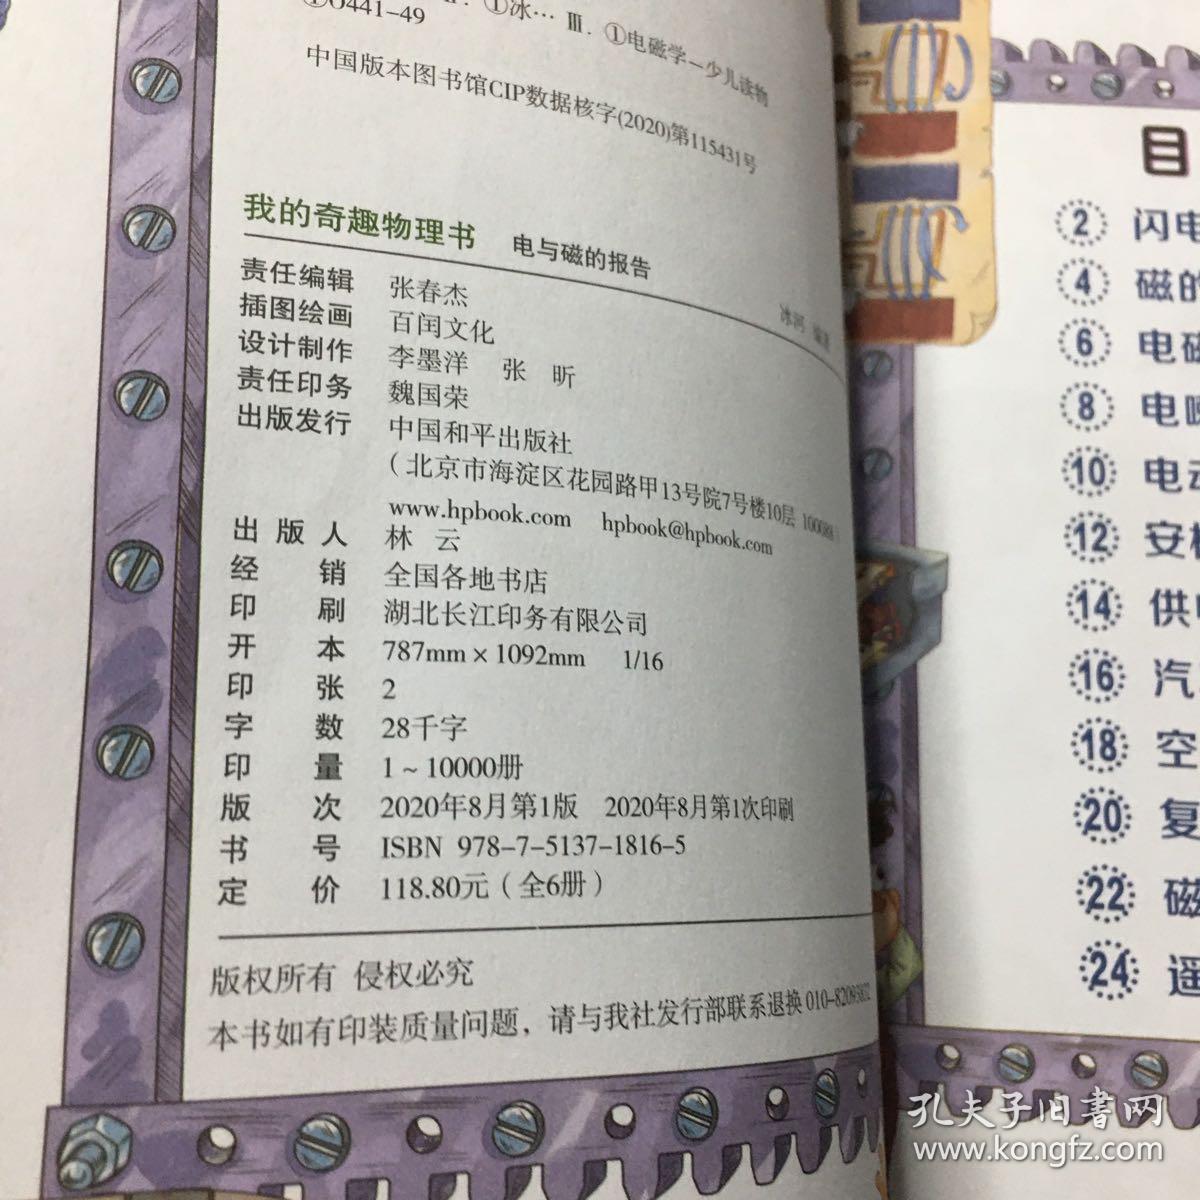 ①冰… Ⅲ. ①电磁学-少儿读物
①O441-49
中国版本图书馆CIP数据核字(2020)第115431号
我的奇趣物理书 电与磁的报告
冰河 编著
责任编辑 张春杰
插图绘画 百闰文化
设计制作 李墨洋 张 昕
责任印务 魏国荣
出版发行 中国和平出版社
(北京市海淀区花园路甲13号院7号楼10层 100088
www.hpbook.com hpbook@hpbook.com
出版人 林 云
经 销 全国各地书店
印 刷 湖北长江印务有限公司
开 本 787mm×1092mm 1/16
印 张 2
字 数 28千字
印 量 1~10000册
版 次 2020年8月第1版 2020年8月第1次印刷
书 号 ISBN 978-7-5137-1816-5
定 价 118.80元(全6册)
版权所有 侵权必究
本书如有印装质量问题，请与我社发行部联系退换 010-82093832
目
2 闪电
4 磁的
6 电磁
8 电
10 电动
12 安
14 供
16 汽
18 空
20 复
22 磁
24 遥
孔夫子旧书网
www.kongfz.com